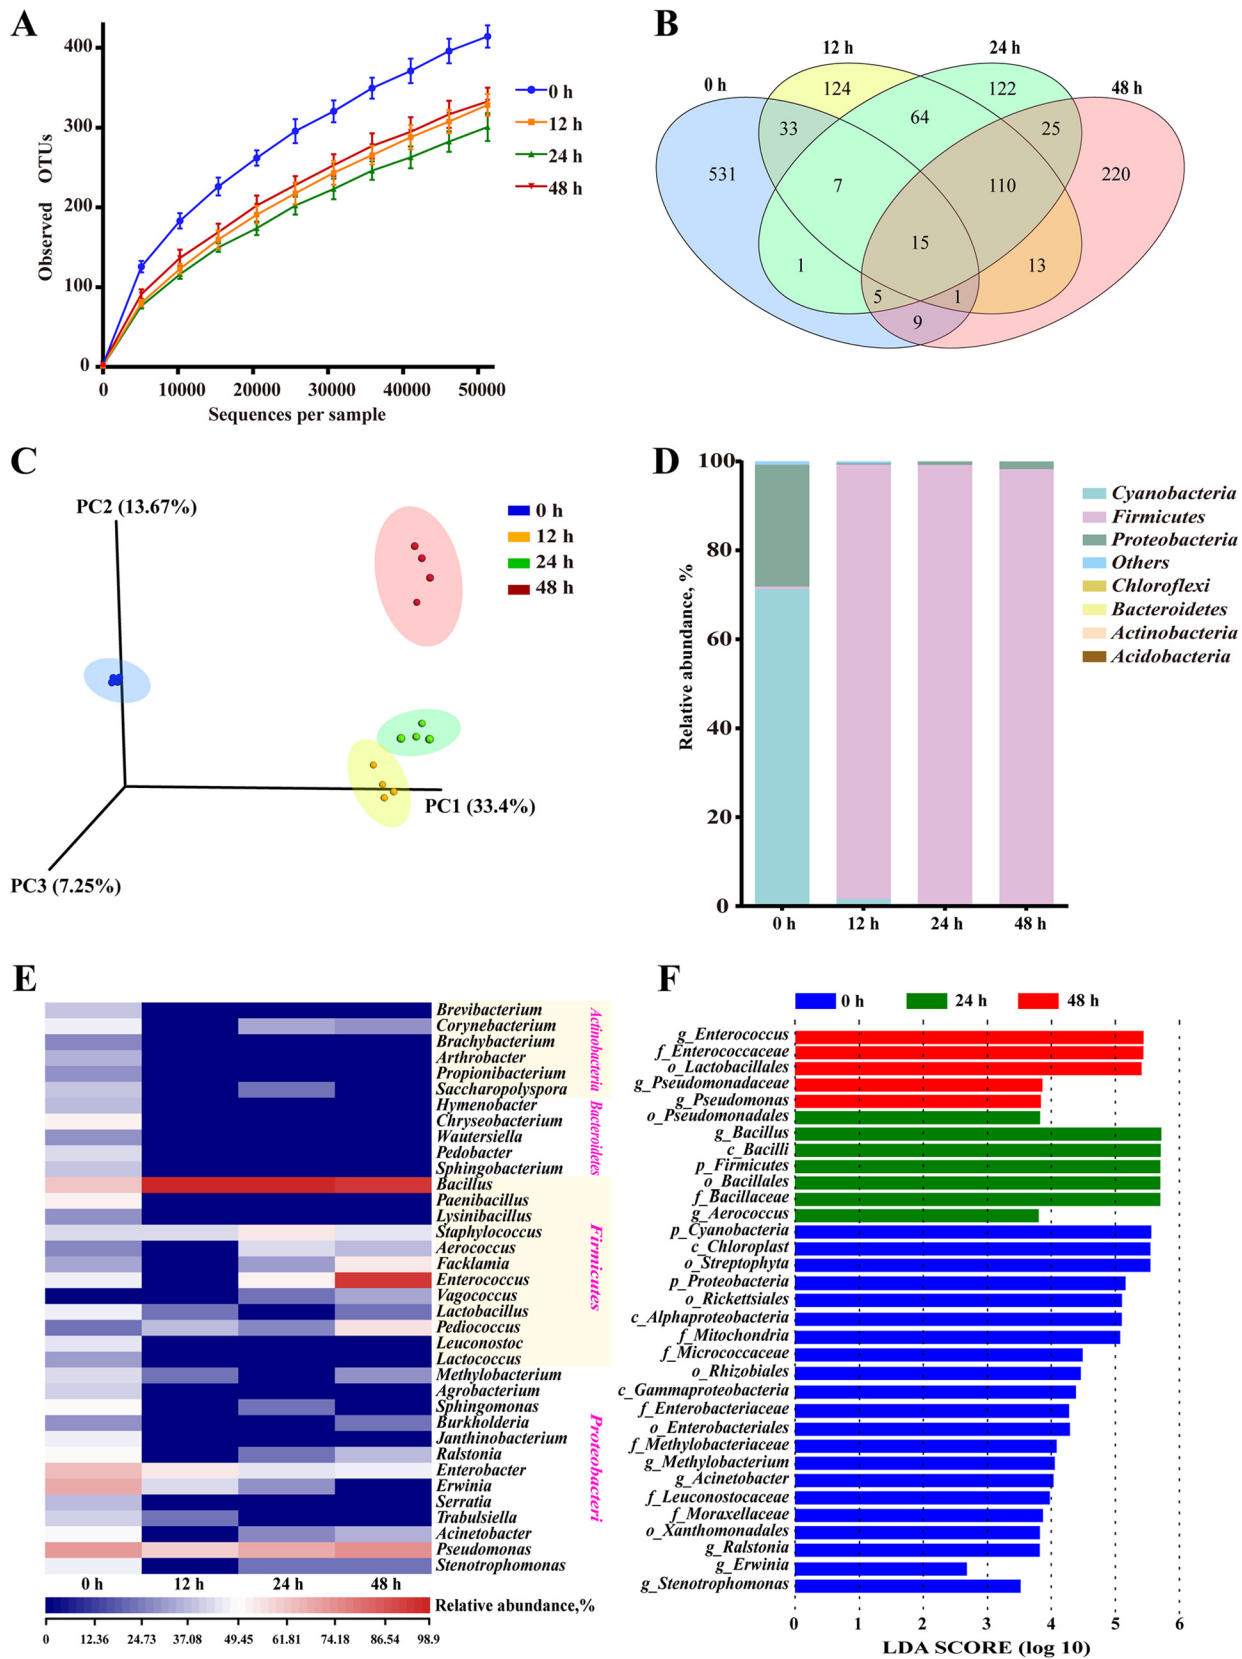 A
400
300
200
100
0
0 10000 20000 30000 40000 50000
Observed OTUs
Sequences per sample
0 h
12 h
24 h
48 h
B
0 h
12 h
24 h
48 h
124
122
33
64
25
531
7
110
220
15
1
13
5
1
9
C
PC2 (13.67%)
PC1 (33.4%)
PC3 (7.25%)
0 h
12 h
24 h
48 h
D
100
80
60
40
20
0
Relative abundance, %
0 h 12 h 24 h 48 h
Cyanobacteria
Firmicutes
Proteobacteria
Others
Chloroflexi
Bacteroidetes
Actinobacteria
Acidobacteria
E
Brevibacterium
Corynebacterium
Brachybacterium
Arthrobacter
Propionibacterium
Saccharopolyspora
Hymenobacter
Chryseobacterium
Wautersiella
Pedobacter
Sphingobacterium
Bacillus
Paenibacillus
Lysinibacillus
Staphylococcus
Aerococcus
Facklamia
Enterococcus
Vagococcus
Lactobacillus
Pediococcus
Leuconostoc
Lactococcus
Methylobacterium
Agrobacterium
Sphingomonas
Burkholderia
Janthinobacterium
Ralstonia
Enterobacter
Erwinia
Serratia
Trabulsiella
Acinetobacter
Pseudomonas
Stenotrophomonas
Actinobacteria
Bacteroidetes
Firmicutes
Proteobacteri
0 h 12 h 24 h 48 h
Relative abundance,%
0 12.36 24.73 37.08 49.45 61.81 74.18 86.54 98.9
F
0 h 24 h 48 h
g_Enterococcus
f_Enterococcaceae
o_Lactobacillales
g_Pseudomonadaceae
g_Pseudomonas
o_Pseudomonadales
g_Bacillus
c_Bacilli
p_Firmicutes
o_Bacillales
f_Bacillaceae
g_Aerococcus
p_Cyanobacteria
c_Chloroplast
o_Streptophyta
p_Proteobacteria
o_Rickettsiales
c_Alphaproteobacteria
f_Mitochondria
f_Micrococcaceae
o_Rhizobiales
c_Gammaproteobacteria
f_Enterobacteriaceae
o_Enterobacteriales
f_Methylobacteriaceae
g_Methylobacterium
g_Acinetobacter
f_Leuconostocaceae
f_Moraxellaceae
o_Xanthomonadales
g_Ralstonia
g_Erwinia
g_Stenotrophomonas
0 1 2 3 4 5 6
LDA SCORE (log 10)